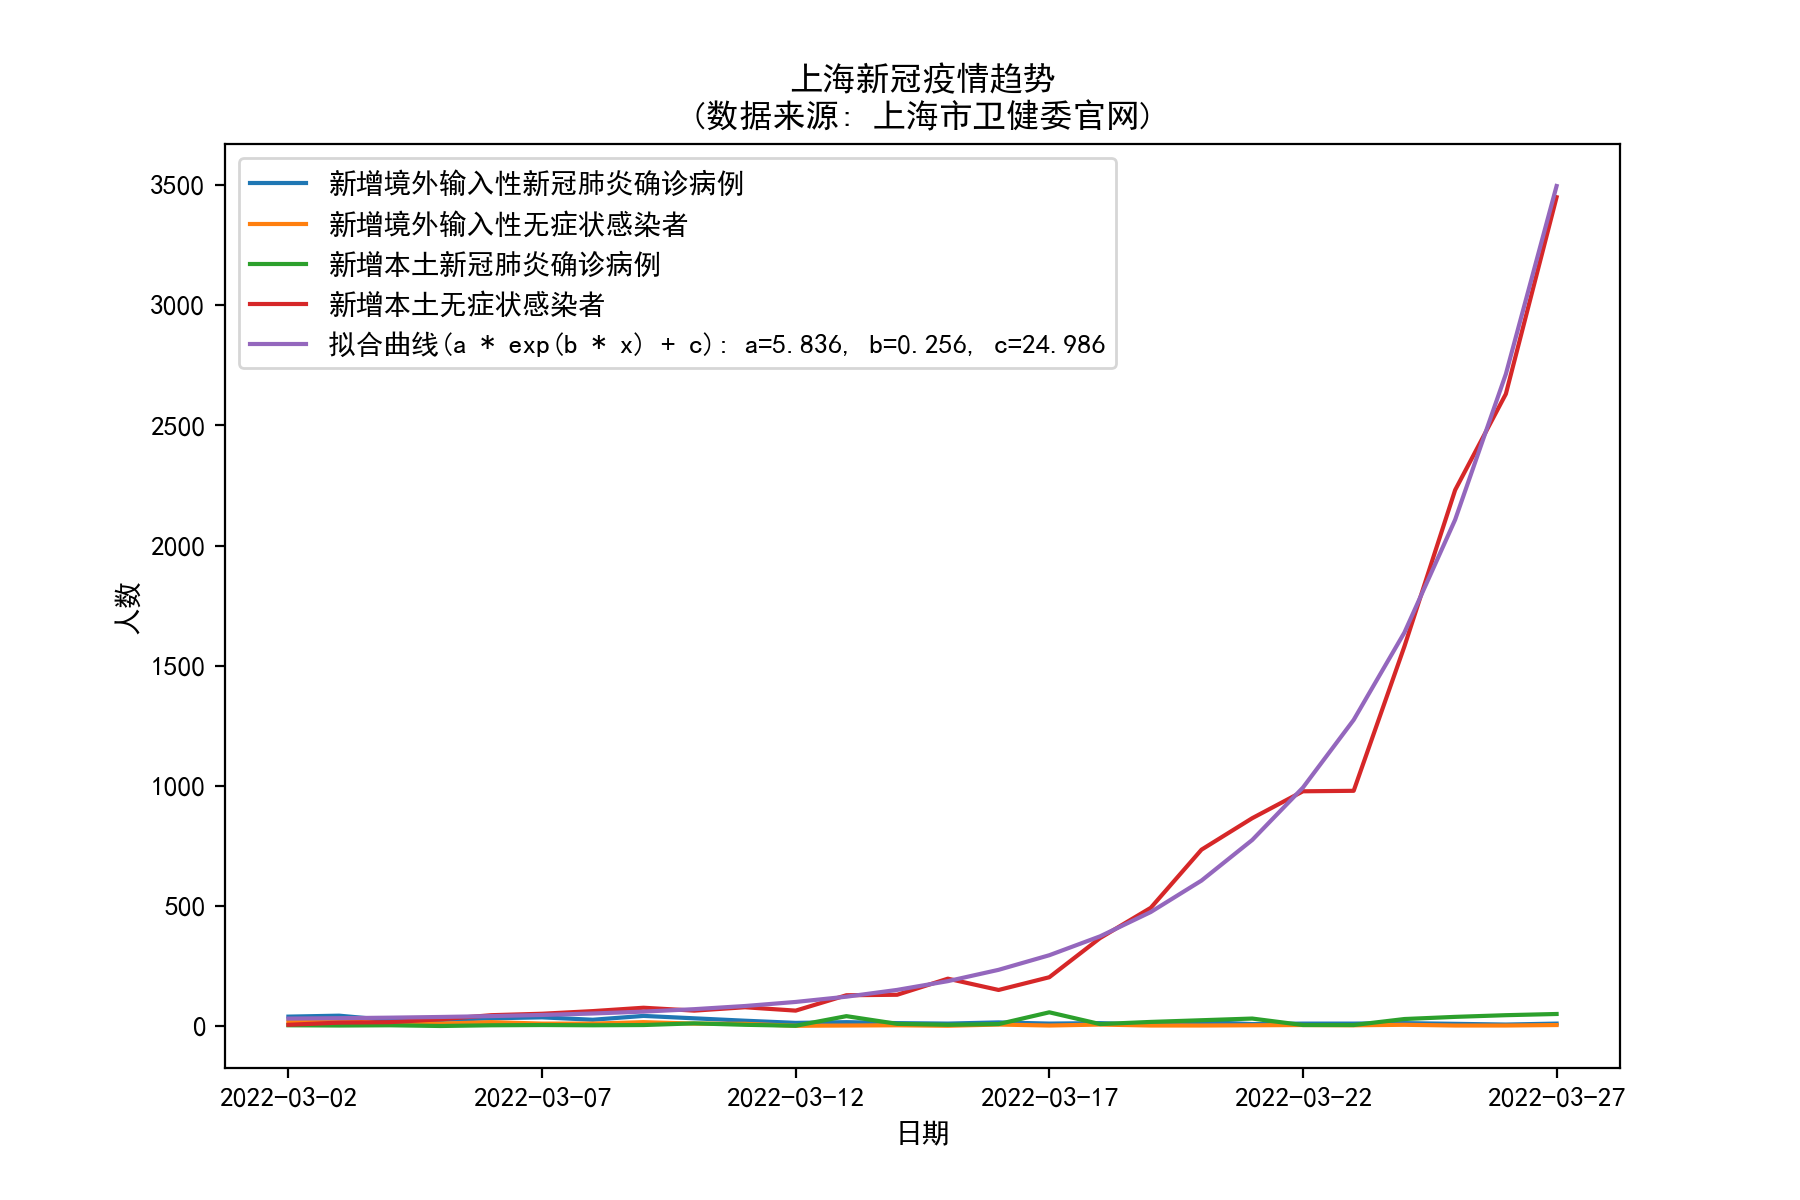 上海新冠疫情趋势
(数据来源: 上海市卫健委官网)
新增境外输入性新冠肺炎确诊病例
新增境外输入性无症状感染者
新增本土新冠肺炎确诊病例
新增本土无症状感染者
拟合曲线(a * exp(b * x) + c): a=5.836, b=0.256, c=24.986
3500
3000
2500
2000
1500
1000
500
0
人数
2022-03-02
2022-03-07
2022-03-12
2022-03-17
2022-03-22
2022-03-27
日期